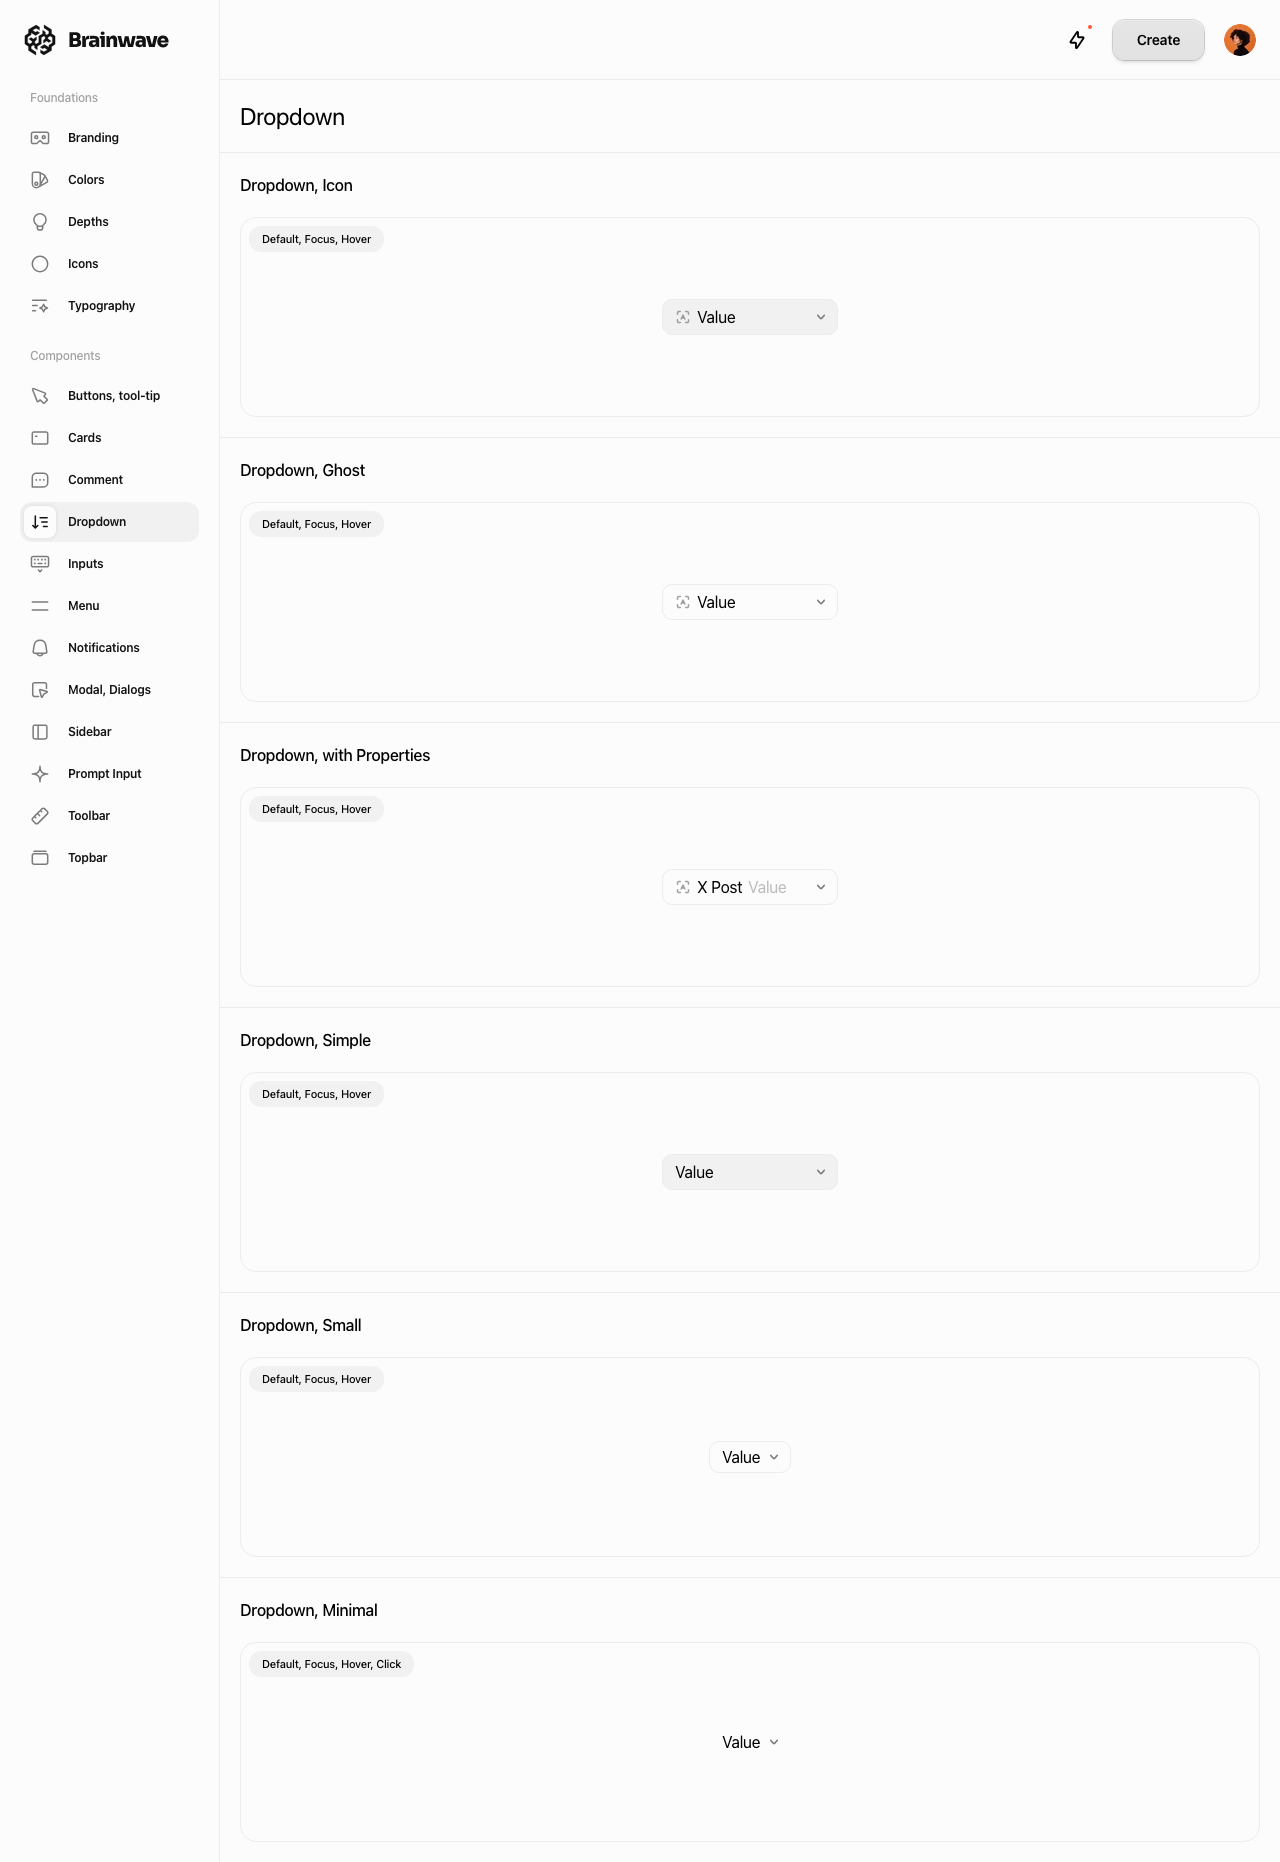 Brainwave
Create
Foundations
Branding
Colors
Depths
Icons
Typography
Components
Buttons, tool-tip
Cards
Comment
Dropdown
Inputs
Menu
Notifications
Modal, Dialogs
Sidebar
Prompt Input
Toolbar
Topbar
Dropdown
Dropdown, Icon
Default, Focus, Hover
Value
Dropdown, Ghost
Default, Focus, Hover
Value
Dropdown, with Properties
Default, Focus, Hover
X Post Value
Dropdown, Simple
Default, Focus, Hover
Value
Dropdown, Small
Default, Focus, Hover
Value
Dropdown, Minimal
Default, Focus, Hover, Click
Value